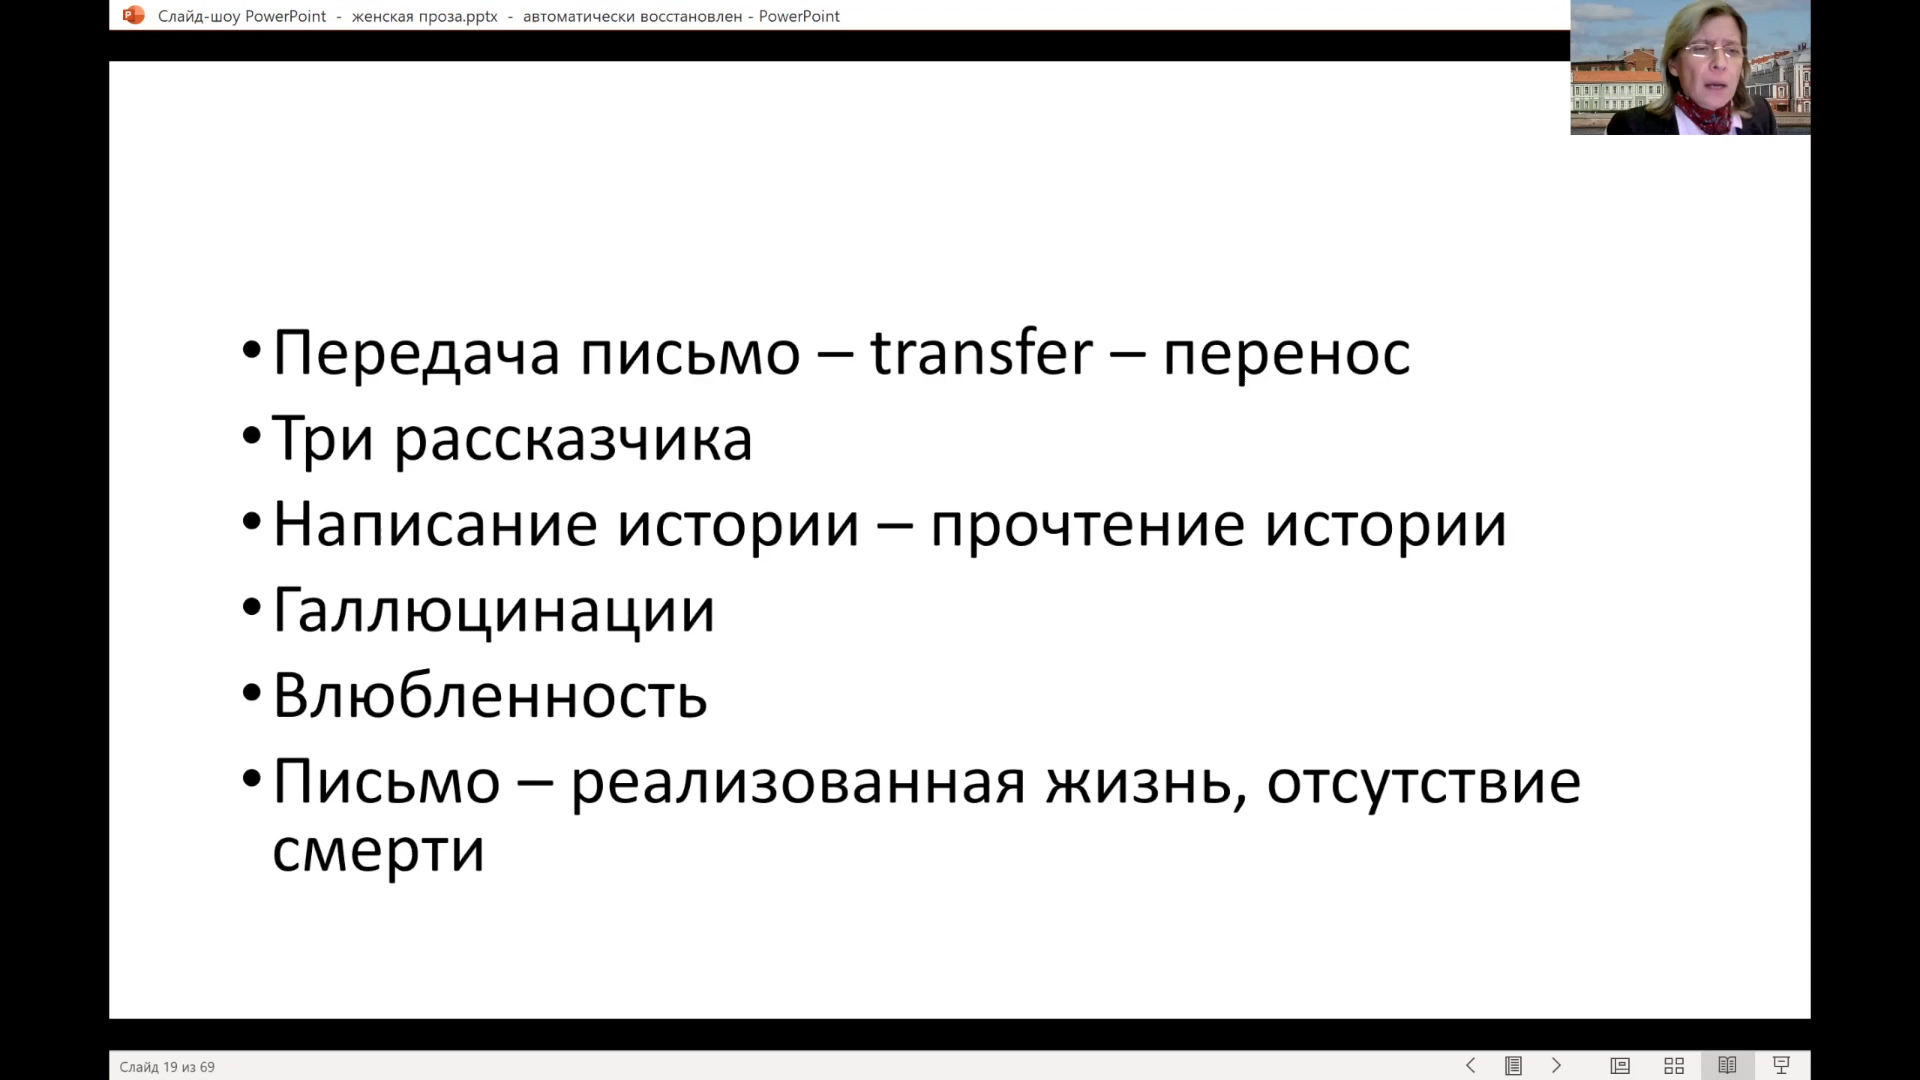 Слайд-шоу PowerPoint - женская проза.pptx - автоматически восстановлен - PowerPoint
• Передача письмо – transfer – перенос
• Три рассказчика
• Написание истории – прочтение истории
• Галлюцинации
• Влюбленность
• Письмо – реализованная жизнь, отсутствие
смерти
Слайд 19 из 69